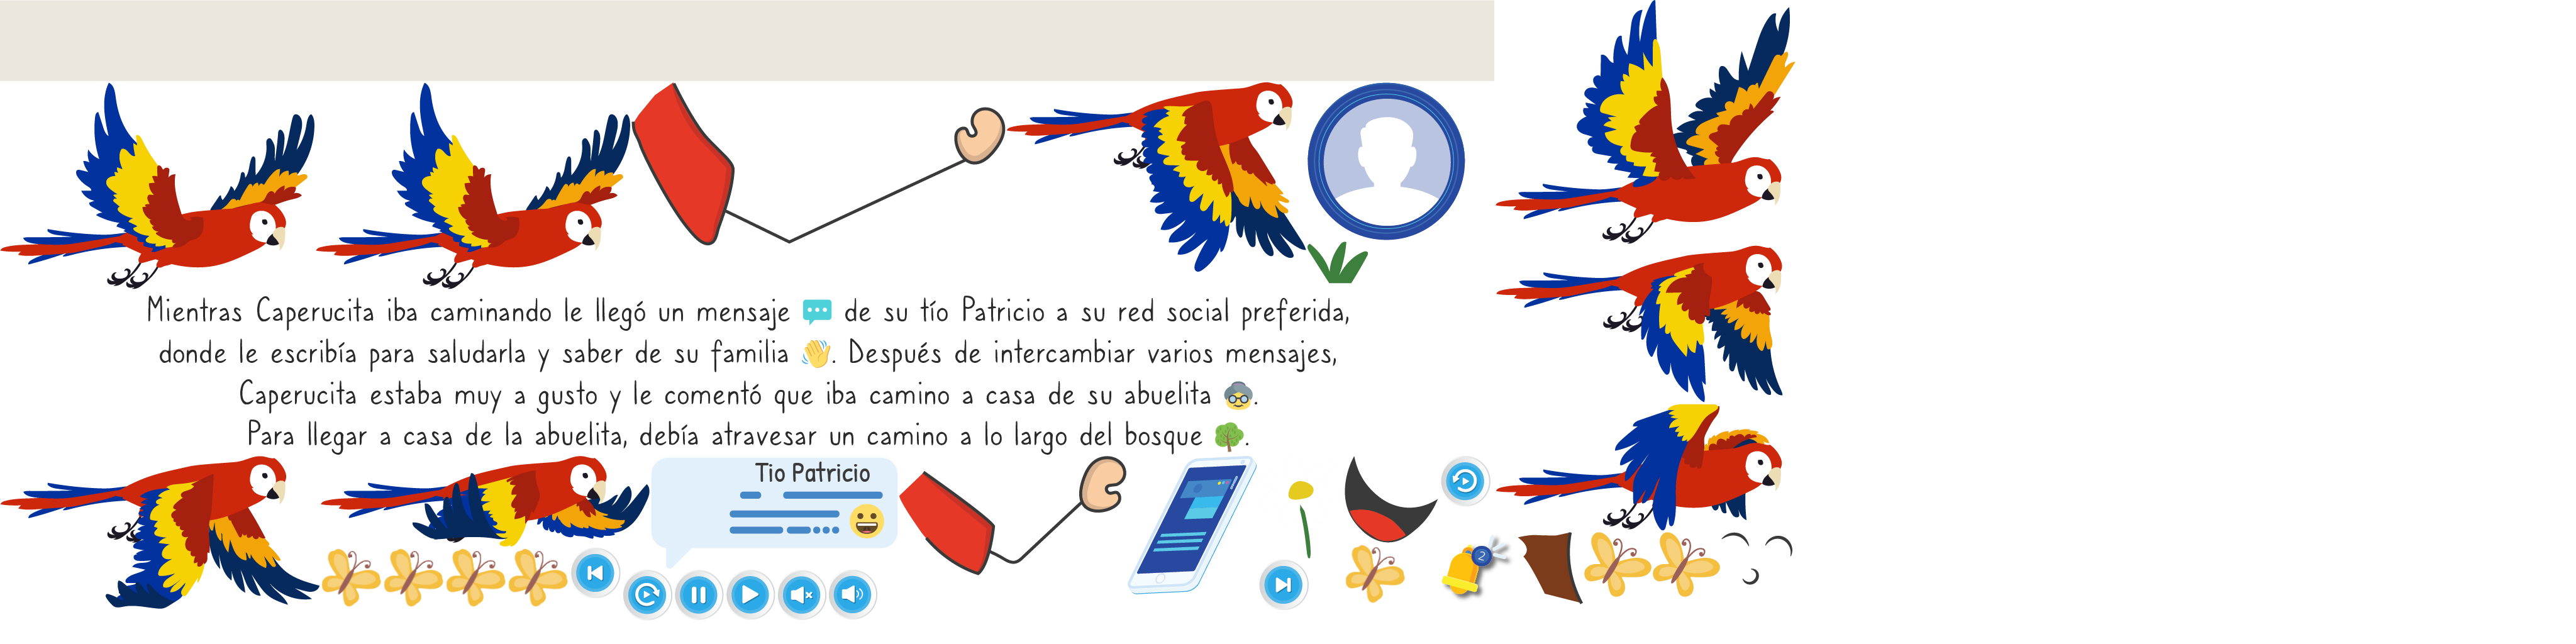 Mientras Caperucita iba caminando le llegó un mensaje 💬 de su tío Patricio a su red social preferida,
donde le escribía para saludarla y saber de su familia 👋. Después de intercambiar varios mensajes,
Caperucita estaba muy a gusto y le comentó que iba camino a casa de su abuelita 👵.
Para llegar a casa de la abuelita, debía atravesar un camino a lo largo del bosque 🌳.
Tio Patricio
2